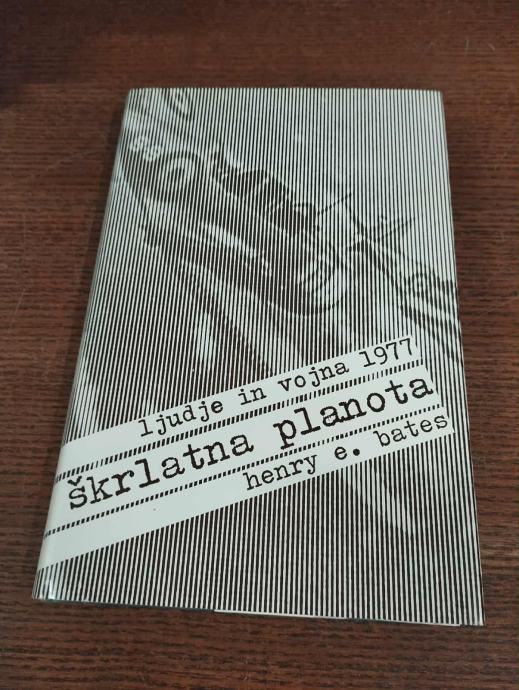 ljudje in vojna 1977
škrlatna planota
henry e. bates